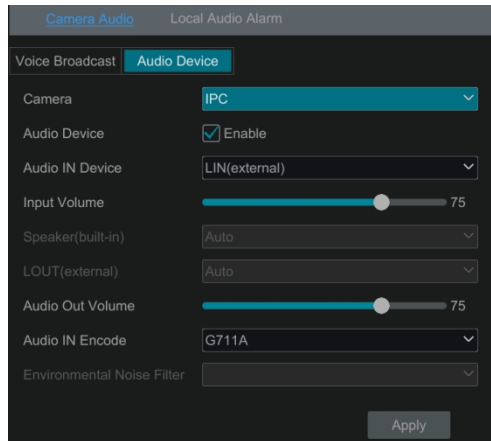 Camera Audio Local Audio Alarm
Voice Broadcast Audio Device
Camera IPC
Audio Device Enable
Audio IN Device LIN(external)
Input Volume 75
Speaker(built-in) Auto
LOUT(external) Auto
Audio Out Volume 75
Audio IN Encode G711A
Environmental Noise Filter
Apply